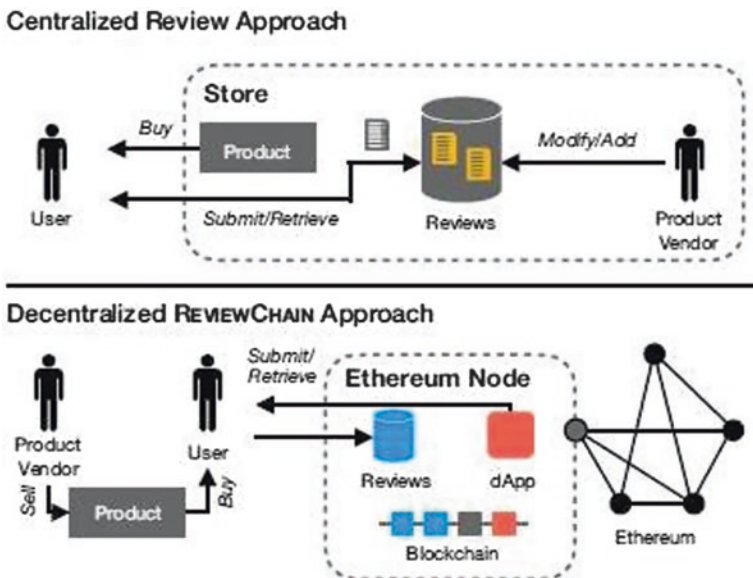 Centralized Review Approach
Store
Buy
Product
Modify/Add
User
Submit/Retrieve
Reviews
Product
Vendor
Decentralized REVIEWCHAIN Approach
Submit/
Retrieve
Ethereum Node
Product
Vendor
User
Reviews
dApp
Sell
Product
Buy
Blockchain
Ethereum